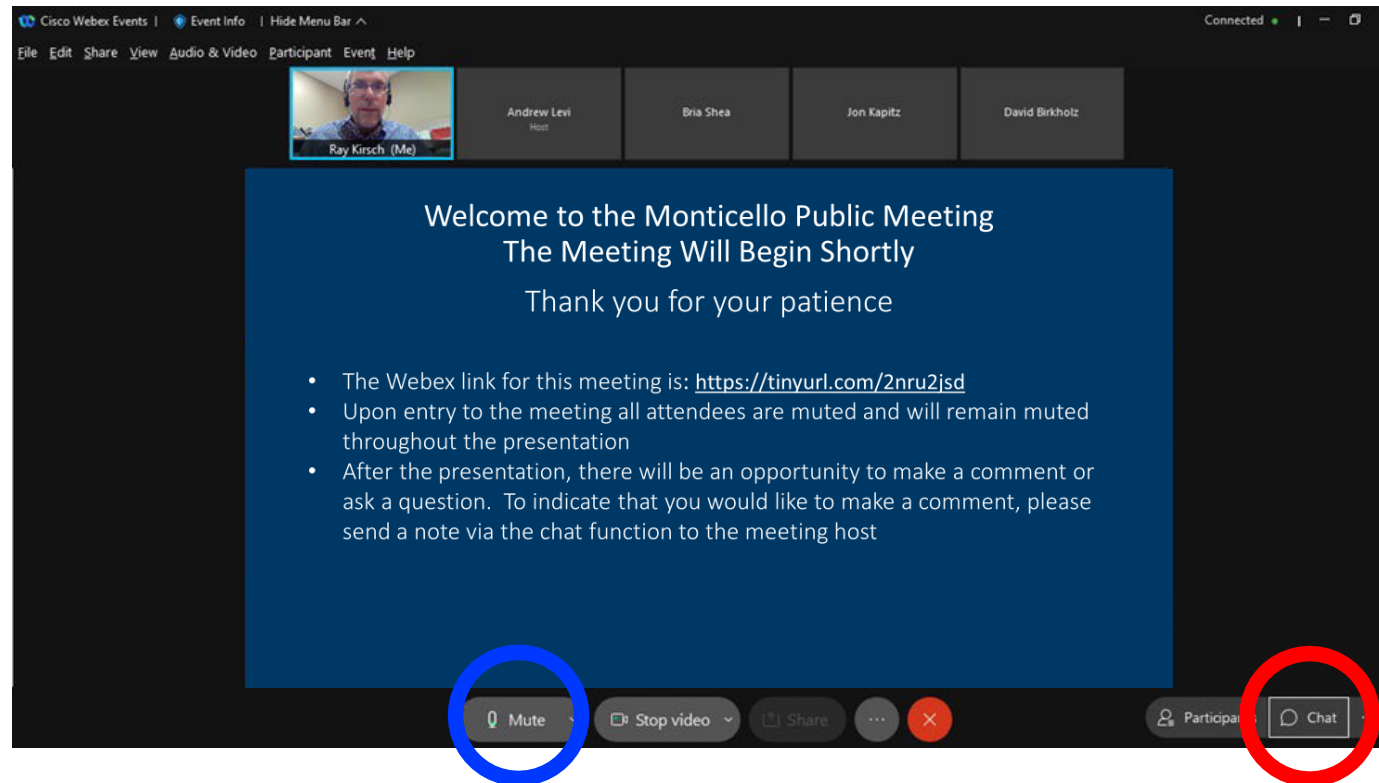 Cisco Webex Events | Event Info | Hide Menu Bar Connected
File Edit Share View Audio & Video Participant Event Help
Andrew Levi Bria Shea Jon Kapitz David Birkholz
Host
Ray Kirsch (Me)
Welcome to the Monticello Public Meeting
The Meeting Will Begin Shortly
Thank you for your patience
• The Webex link for this meeting is: https://tinyurl.com/2nru2jsd
• Upon entry to the meeting all attendees are muted and will remain muted
throughout the presentation
• After the presentation, there will be an opportunity to make a comment or
ask a question. To indicate that you would like to make a comment, please
send a note via the chat function to the meeting host
Mute Stop video Share ... Chat